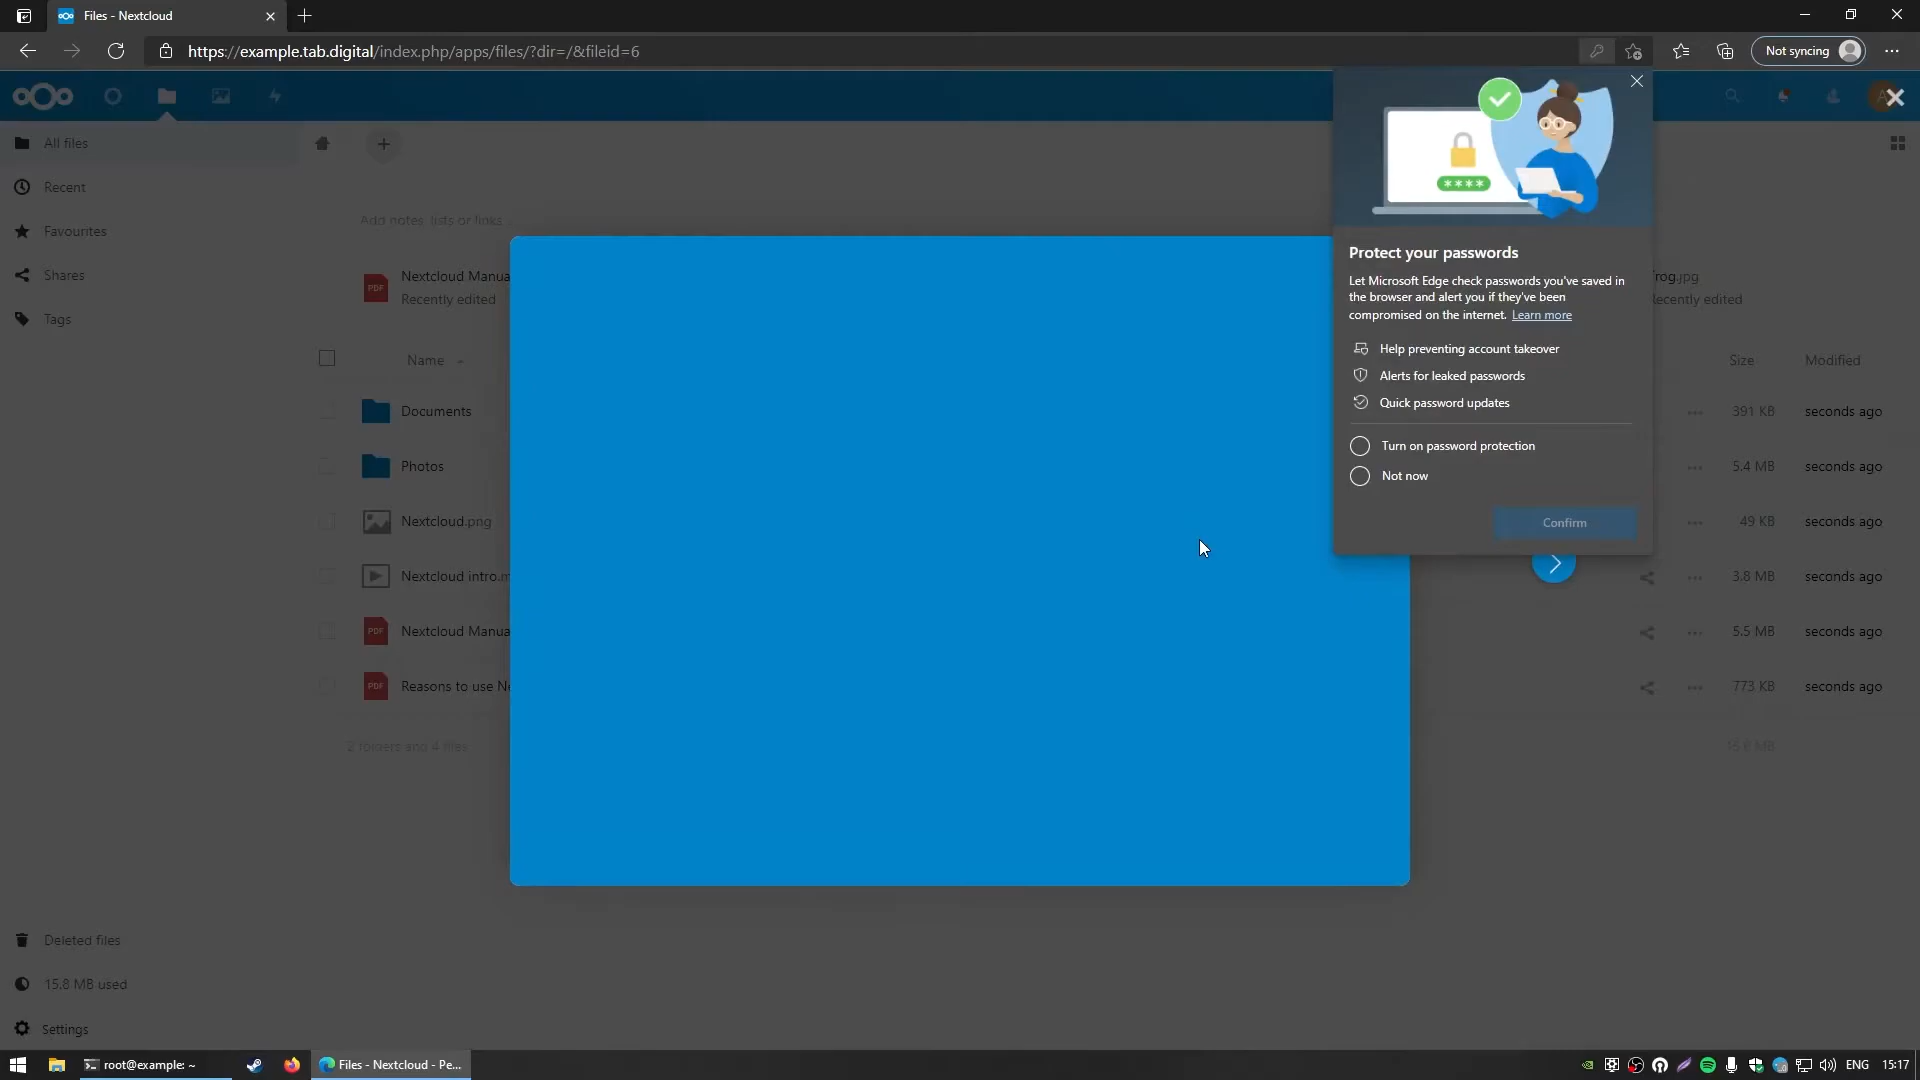 Files - Nextcloud
https://example.tab.digital/index.php/apps/files/?dir=/&fileid=6
Not syncing
All files
Recent
Favourites
Shares
Tags
Add notes, lists or links
Nextcloud Manua
Recently edited
rog.jpg
ecently edited
Name
Size
Modified
Documents
391 KB
seconds ago
Photos
5.4 MB
seconds ago
Nextcloud.png
49 KB
seconds ago
Nextcloud intro.m
3.8 MB
seconds ago
PDF
Nextcloud Manua
5.5 MB
seconds ago
PDF
Reasons to use Ne
773 KB
seconds ago
2 folders and 4 files
15.6 MB
****
Protect your passwords
Let Microsoft Edge check passwords you've saved in
the browser and alert you if they've been
compromised on the internet. Learn more
Help preventing account takeover
Alerts for leaked passwords
Quick password updates
Turn on password protection
Not now
Confirm
Deleted files
15.8 MB used
Settings
root@example: ~
Files - Nextcloud - Pe...
ENG
15:17